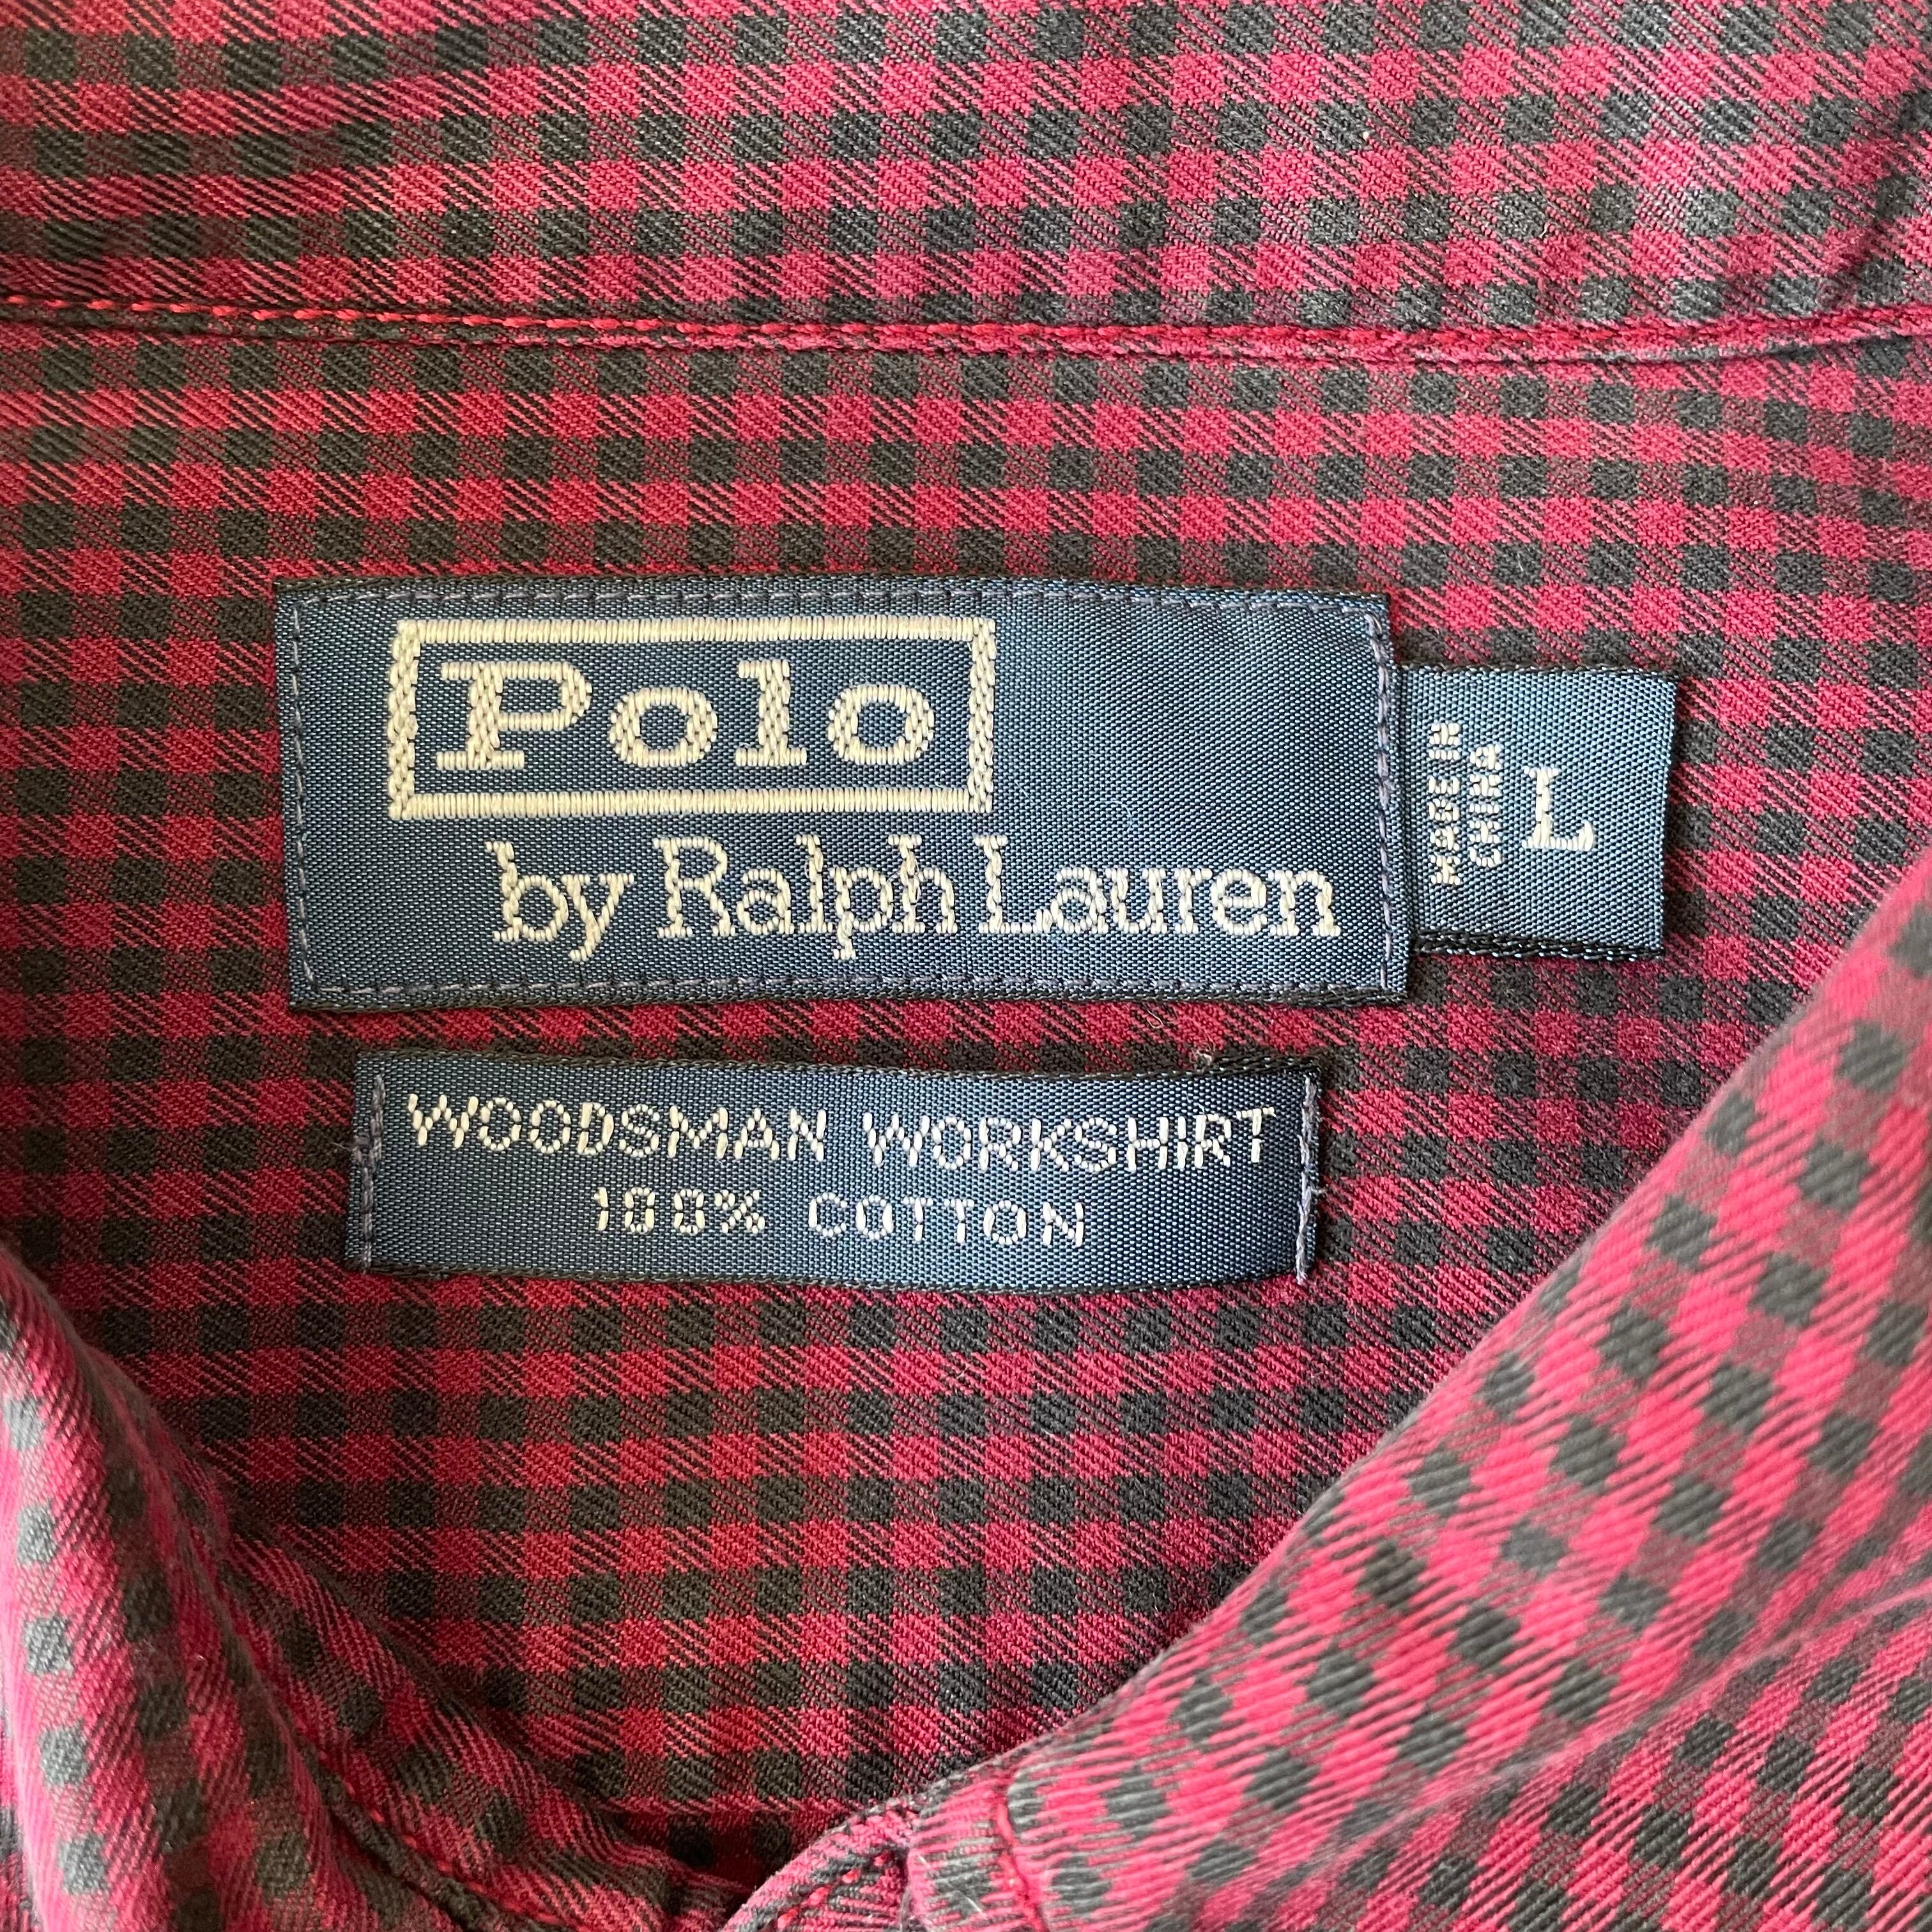 Polo
by Ralph Lauren
MADE IN
CHINA
L
WOODSMAN WORKSHIRT
100% COTTON